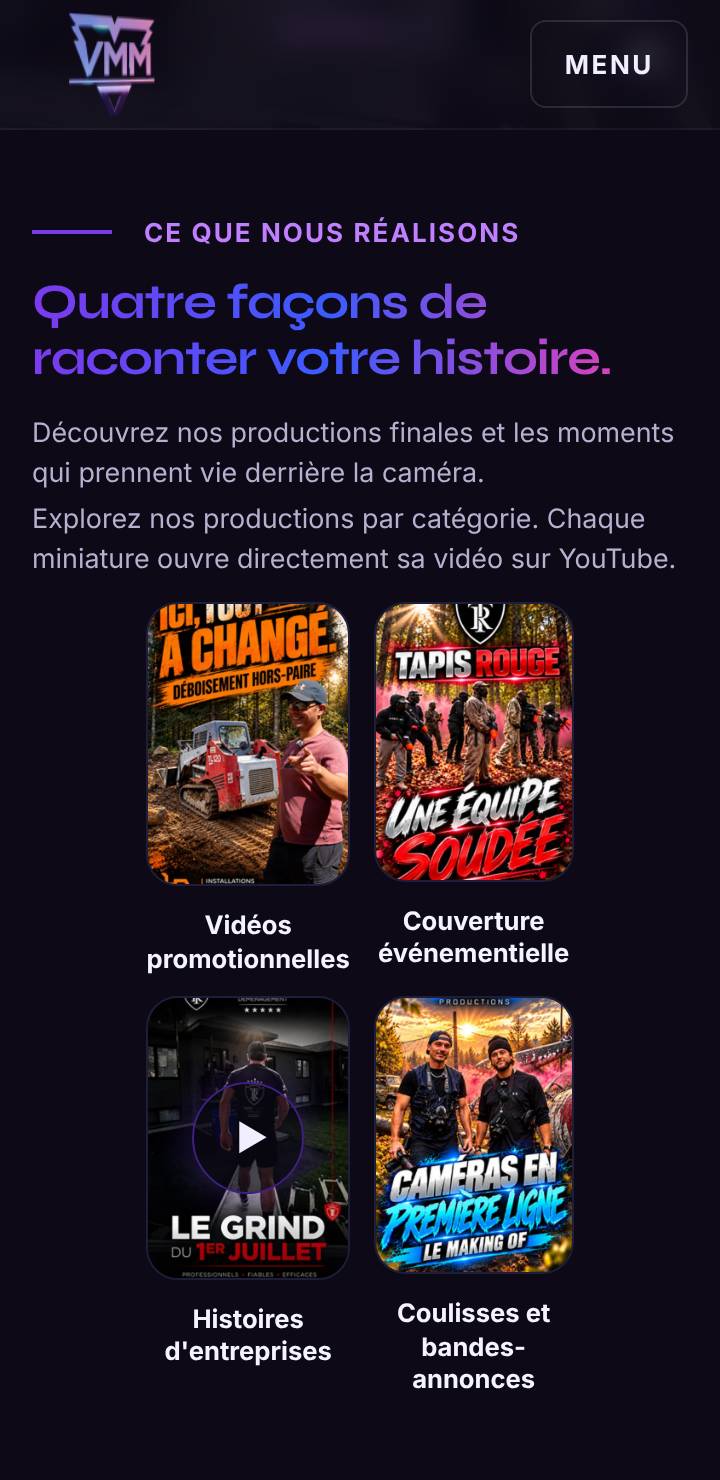 VMM
MENU
CE QUE NOUS RÉALISONS
Quatre façons de
raconter votre histoire.
Découvrez nos productions finales et les moments
qui prennent vie derrière la caméra.
Explorez nos productions par catégorie. Chaque
miniature ouvre directement sa vidéo sur YouTube.
ICI, TOUT
A CHANGÉ.
DÉBOISEMENT HORS-PAIRE
INSTALLATIONS
TAPIS ROUGE
UNE ÉQUIPE
SOUDÉE
Vidéos
promotionnelles
Couverture
événementielle
DÉMÉNAGEMENT
LE GRIND
DU 1ER JUILLET
PROFESSIONNELS - FIABLES - EFFICACES
PRODUCTIONS
CAMÉRAS EN
PREMIÈRE LIGNE
LE MAKING OF
Histoires
d'entreprises
Coulisses et
bandes-
annonces